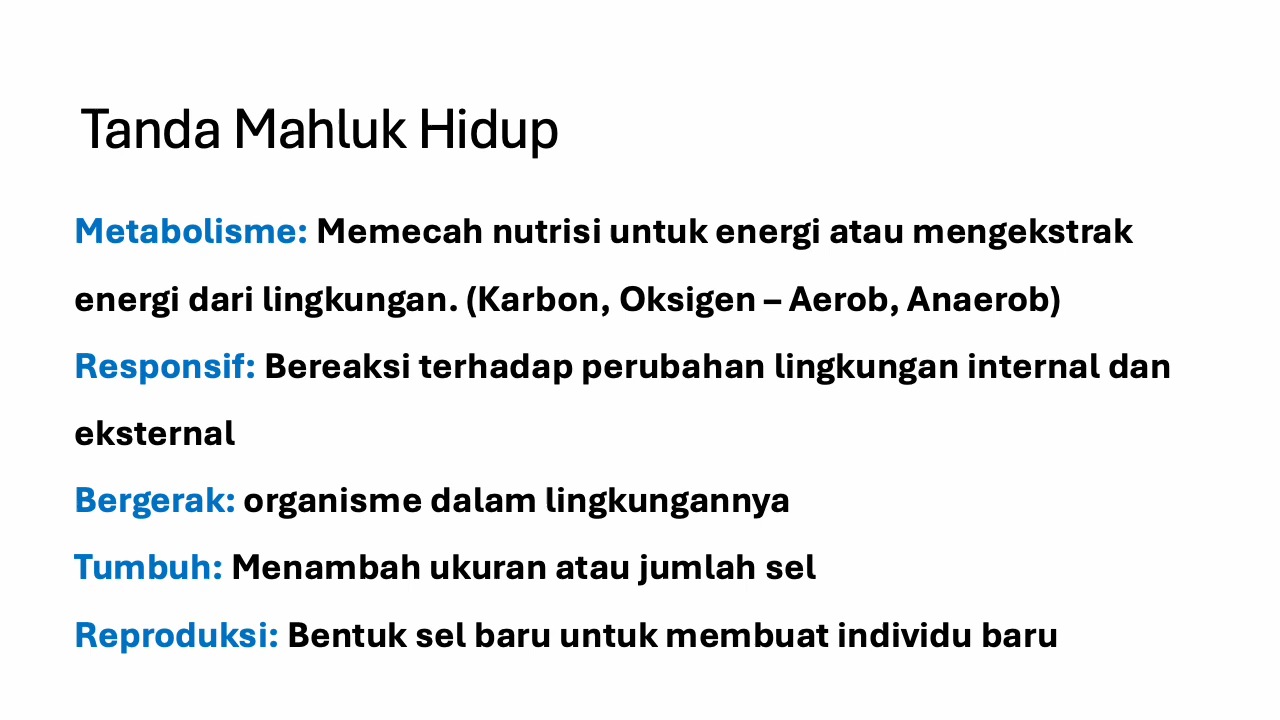 Tanda Mahluk Hidup
Metabolisme: Memecah nutrisi untuk energi atau mengekstrak
energi dari lingkungan. (Karbon, Oksigen – Aerob, Anaerob)
Responsif: Bereaksi terhadap perubahan lingkungan internal dan
eksternal
Bergerak: organisme dalam lingkungannya
Tumbuh: Menambah ukuran atau jumlah sel
Reproduksi: Bentuk sel baru untuk membuat individu baru